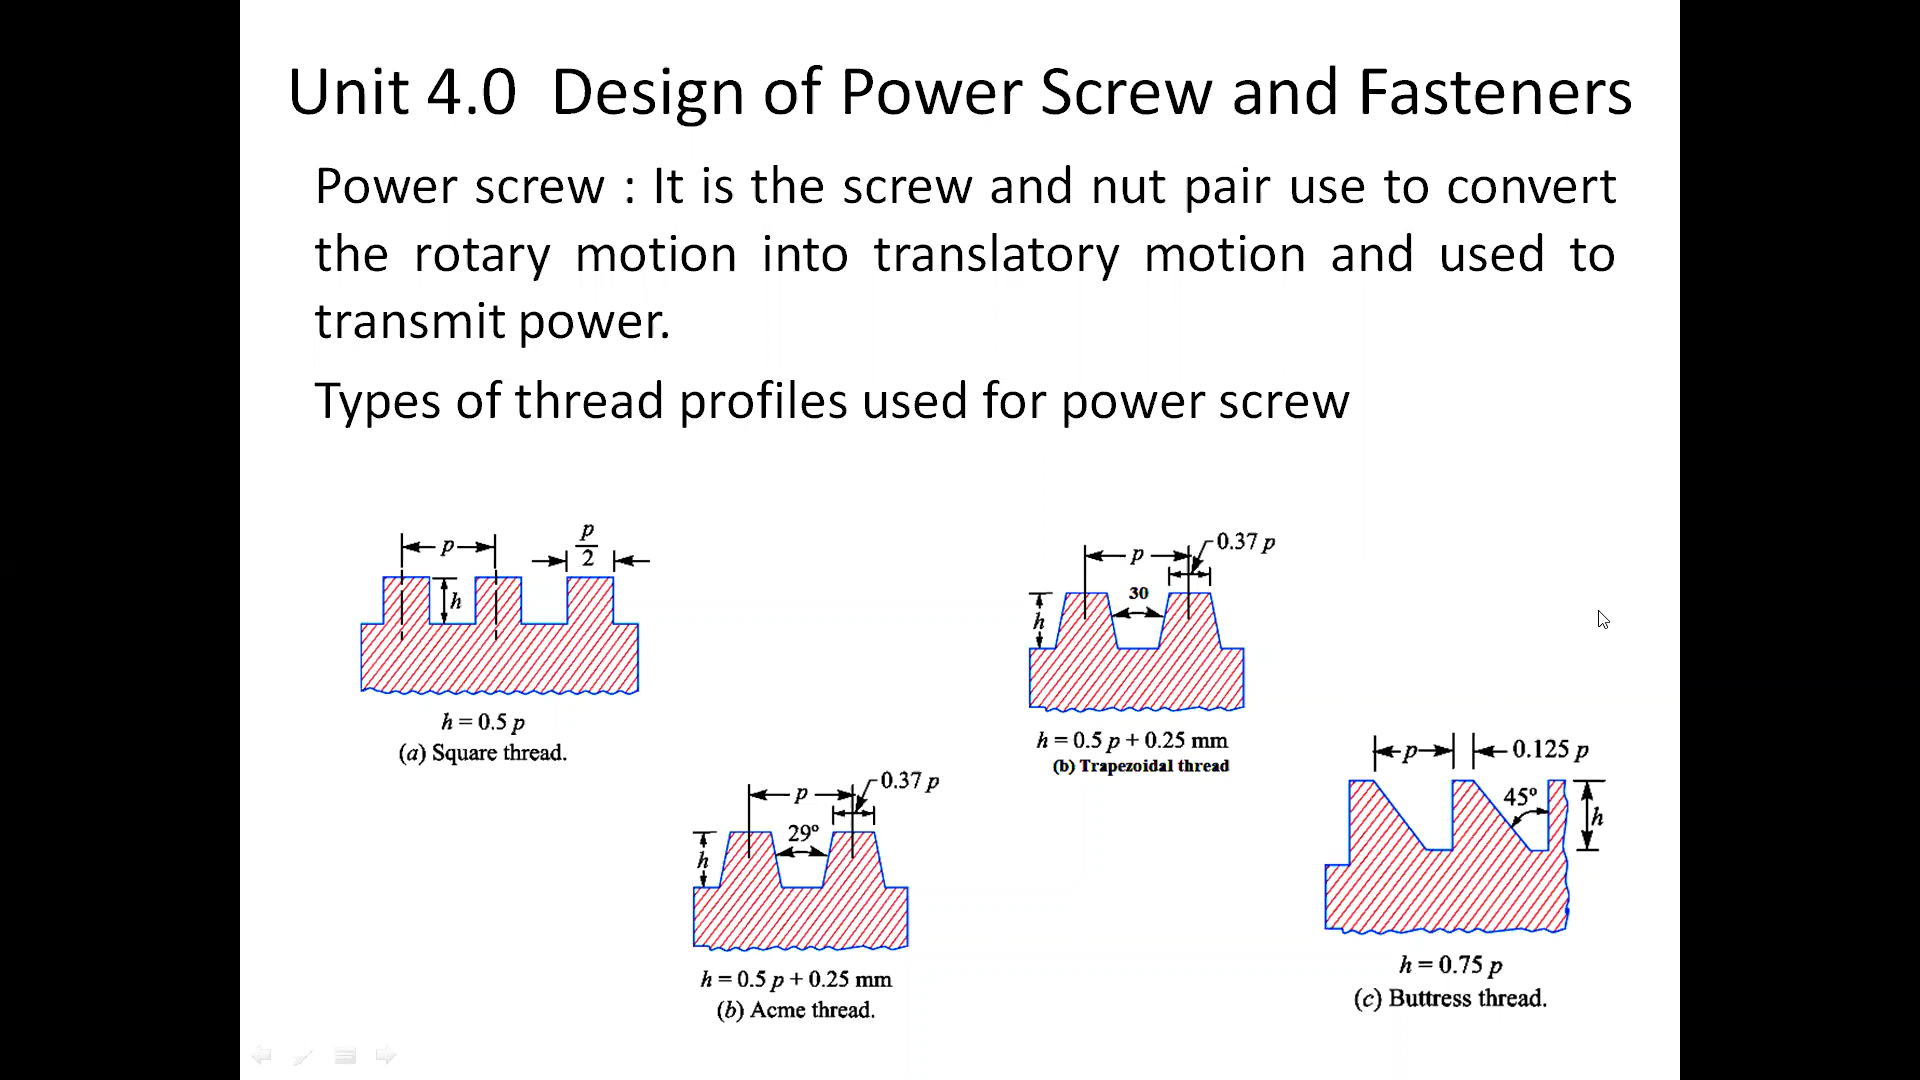 Unit 4.0 Design of Power Screw and Fasteners
Power screw : It is the screw and nut pair use to convert
the rotary motion into translatory motion and used to
transmit power.
Types of thread profiles used for power screw
p
p
2
h
h = 0.5 p
(a) Square thread.
p
0.37 p
30
h
h = 0.5 p + 0.25 mm
(b) Trapezoidal thread
p
0.37 p
29º
h
h = 0.5 p + 0.25 mm
(b) Acme thread.
p
0.125 p
45º
h
h = 0.75 p
(c) Buttress thread.